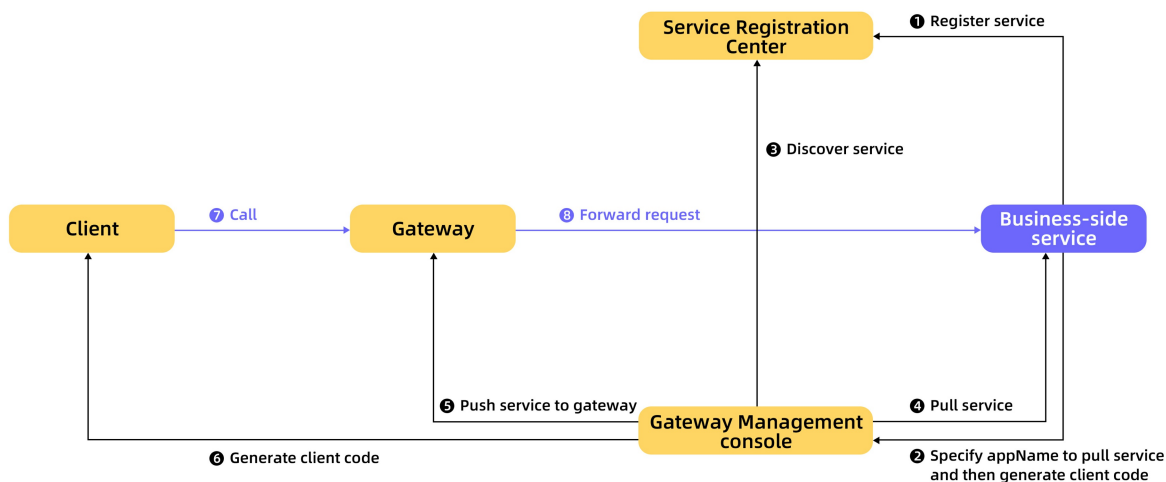 Service Registration
Center
❶ Register service
❸ Discover service
Client
❼ Call
Gateway
❽ Forward request
Business-side
service
❺ Push service to gateway
Gateway Management
console
❹ Pull service
❻ Generate client code
❷ Specify appName to pull service
and then generate client code